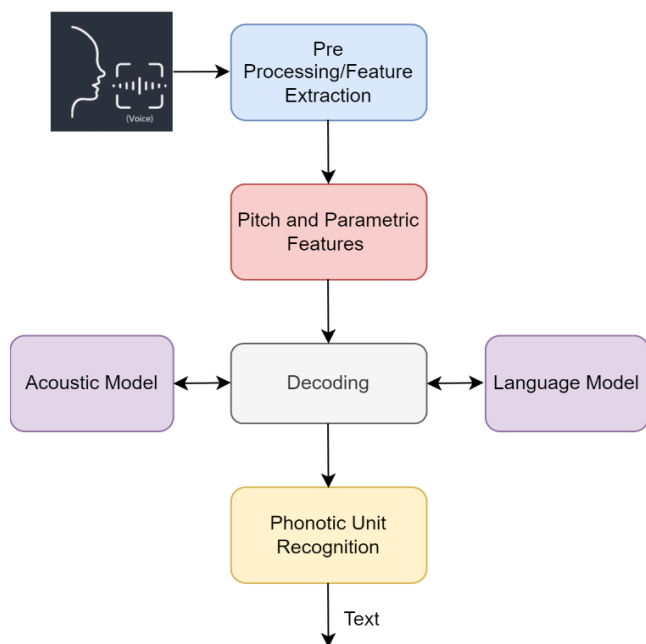 Pre
Processing/Feature
Extraction
(Voice)
Pitch and Parametric
Features
Acoustic Model
Decoding
Language Model
Phonotic Unit
Recognition
Text